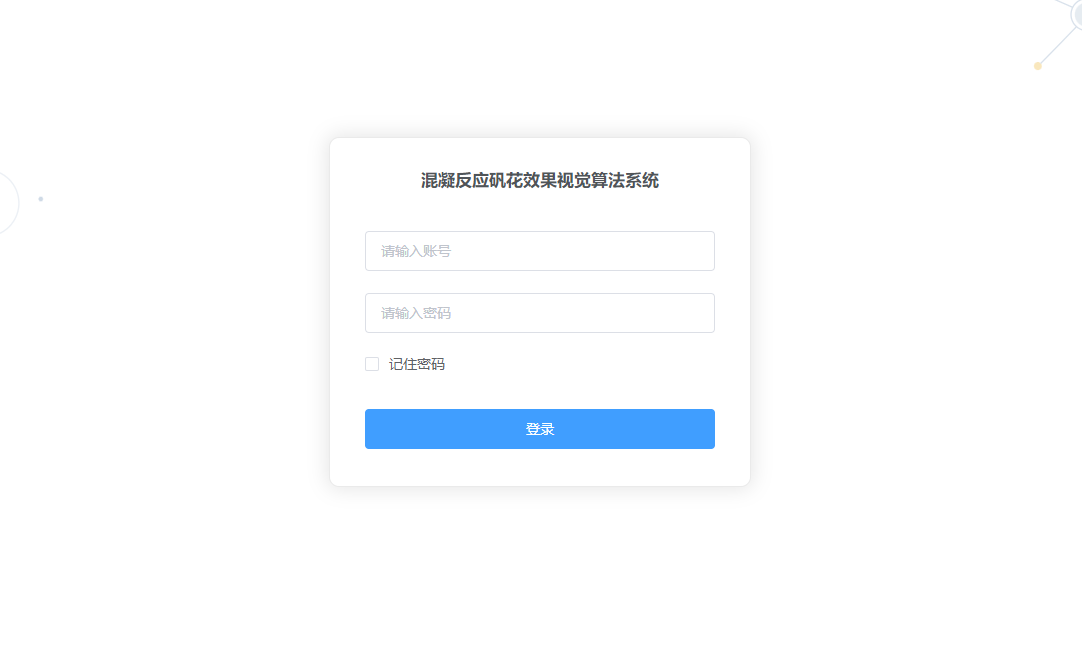 混凝反应矾花效果视觉算法系统
请输入账号
请输入密码
记住密码
登录